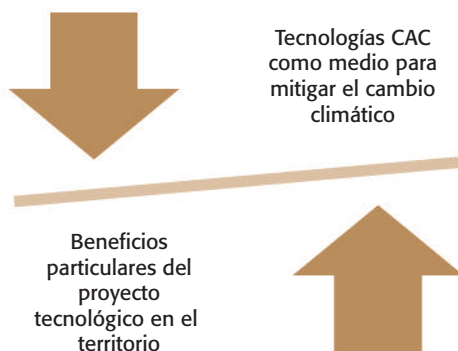 Tecnologías CAC
como medio para
mitigar el cambio
climático
Beneficios
particulares del
proyecto
tecnológico en el
territorio